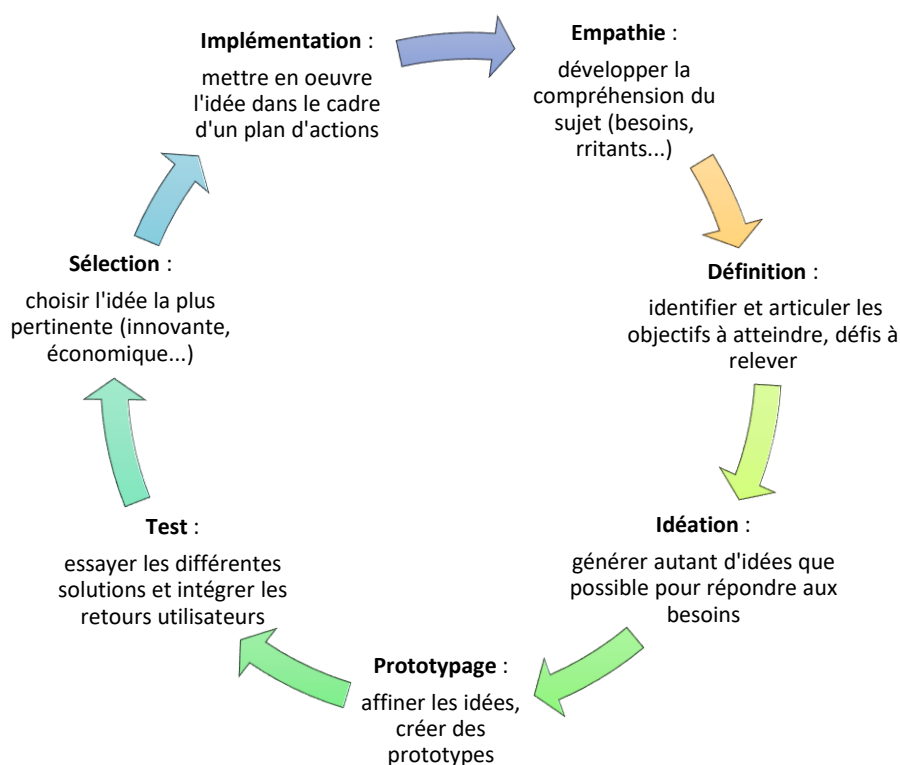 Empathie :
développer la
compréhension du
sujet (besoins,
rritants...)
Définition :
identifier et articuler les
objectifs à atteindre, défis à
relever
Idéation :
générer autant d'idées que
possible pour répondre aux
besoins
Prototypage :
affiner les idées,
créer des
prototypes
Test :
essayer les différentes
solutions et intégrer les
retours utilisateurs
Sélection :
choisir l'idée la plus
pertinente (innovante,
économique...)
Implémentation :
mettre en oeuvre
l'idée dans le cadre
d'un plan d'actions